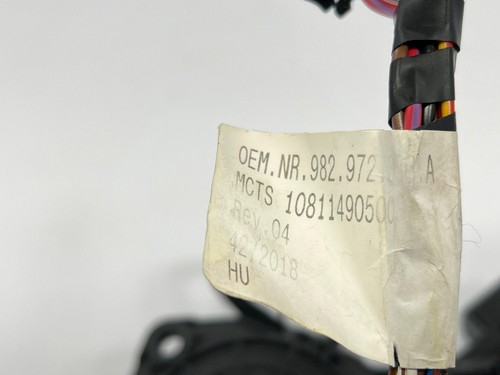 OEM.NR.982.972 A
MCTS 10811490500
Rev.04
42/2018
HU